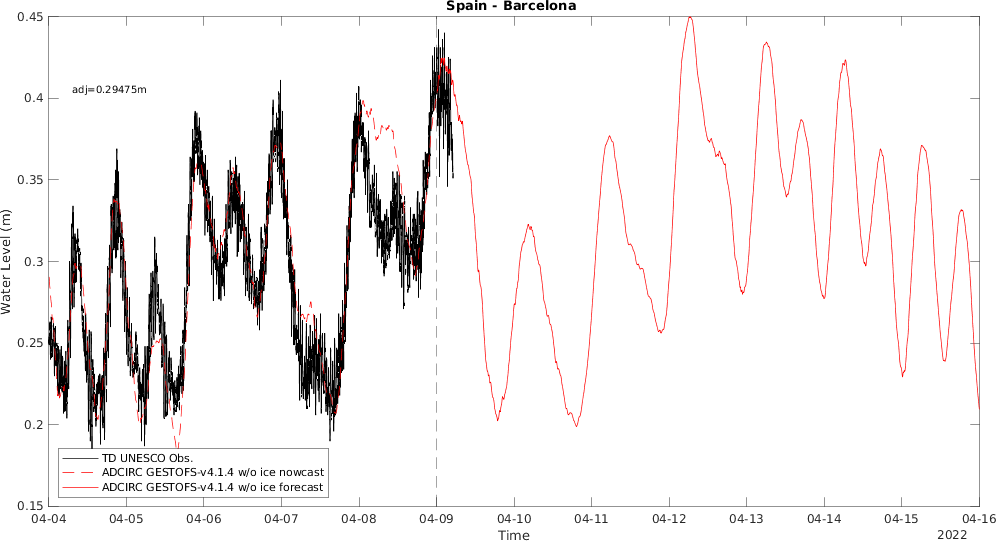 Spain - Barcelona
0.45
0.4
0.35
0.3
0.25
0.2
0.15
Water Level (m)
adj=0.29475m
TD UNESCO Obs.
ADCIRC GESTOFS-v4.1.4 w/o ice nowcast
ADCIRC GESTOFS-v4.1.4 w/o ice forecast
04-04 04-05 04-06 04-07 04-08 04-09 04-10 04-11 04-12 04-13 04-14 04-15 04-16
Time
2022